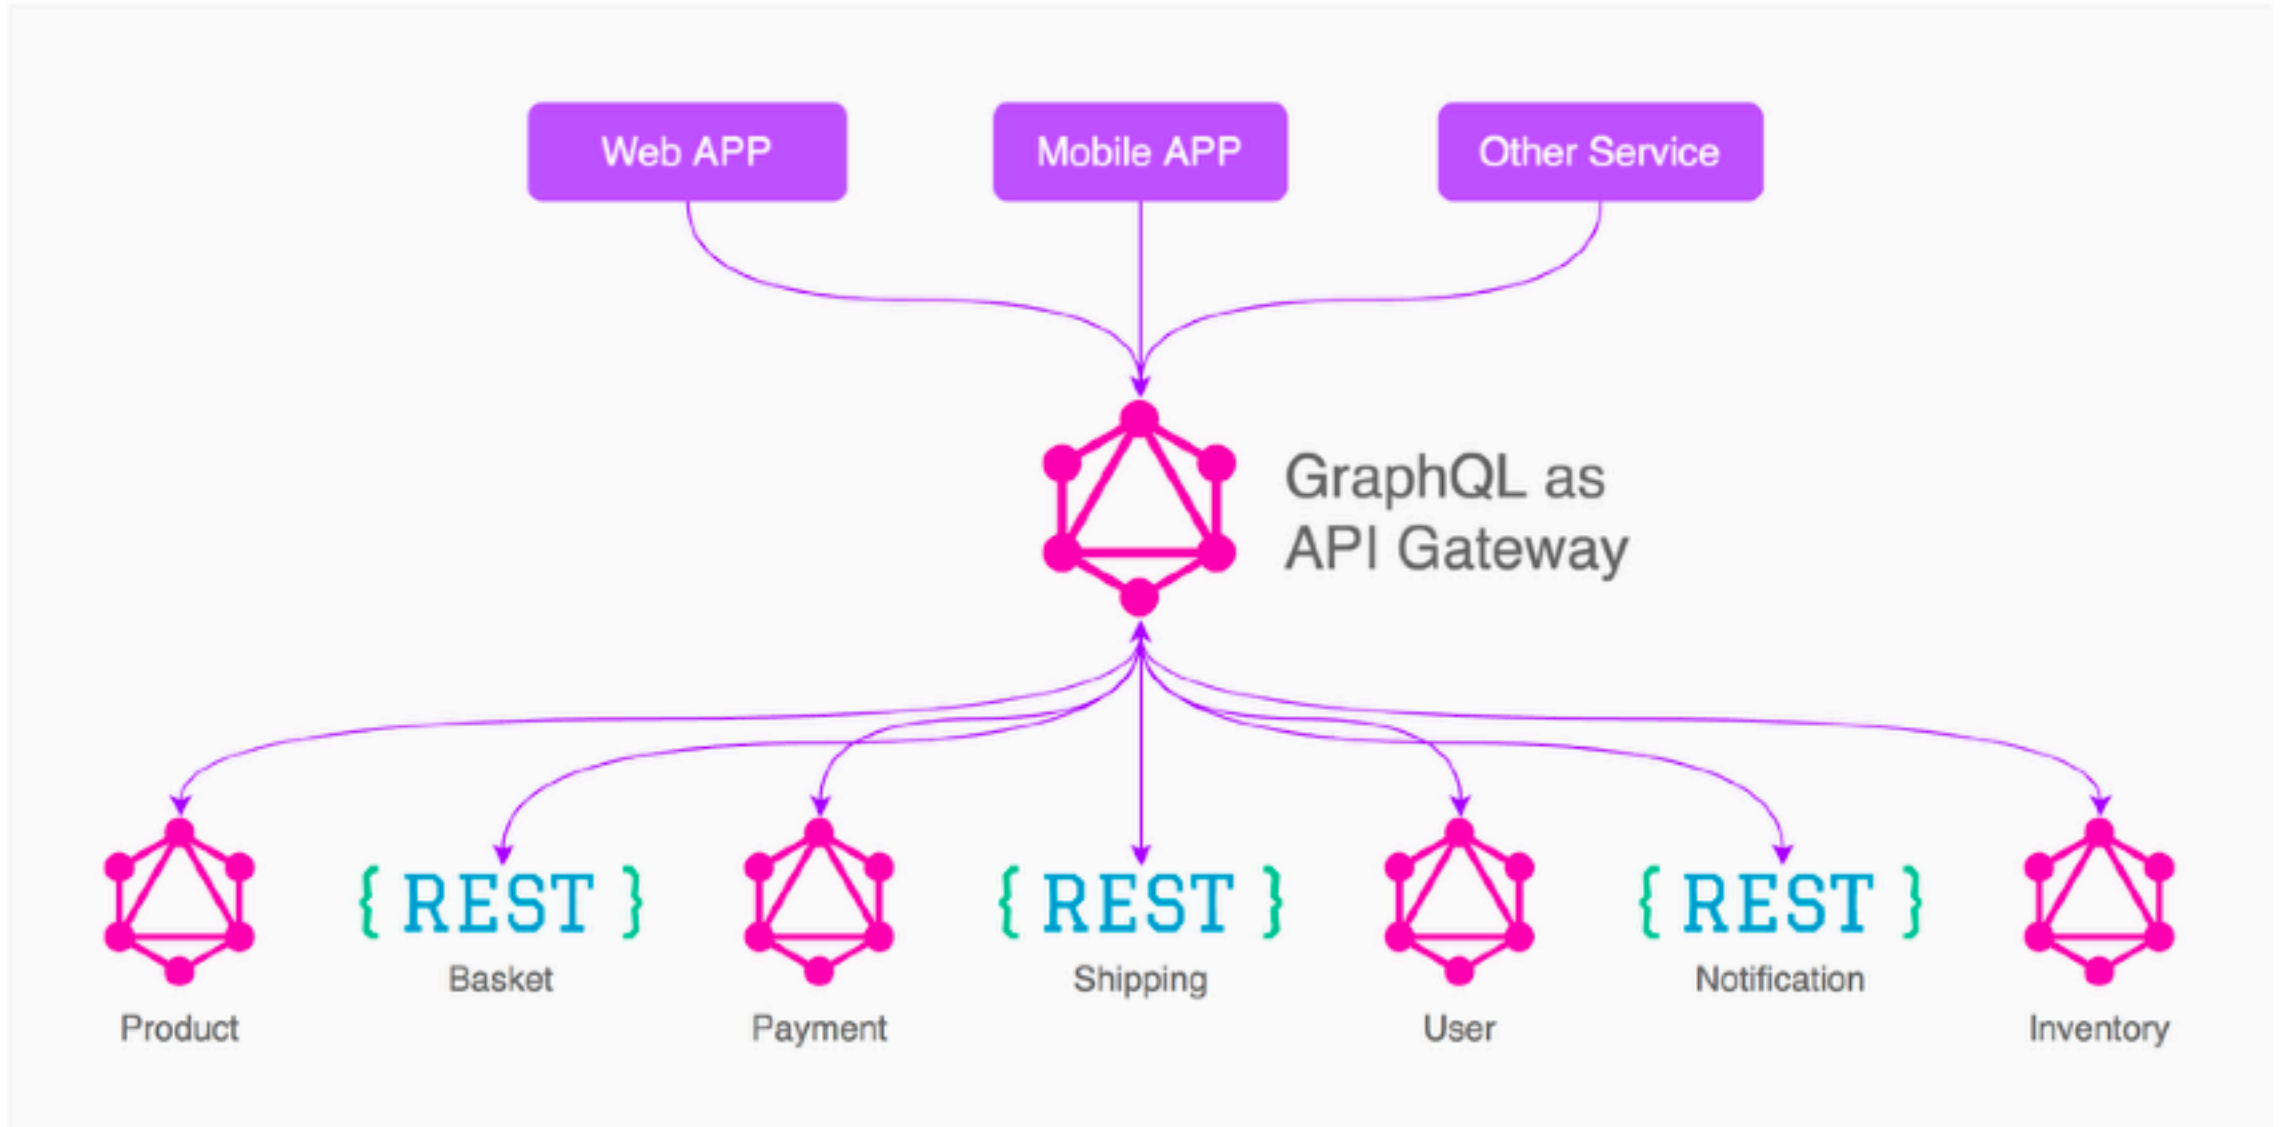 Web APP
Mobile APP
Other Service
GraphQL as
API Gateway
{ REST }
{ REST }
{ REST }
Basket
Shipping
Notification
Product
Payment
User
Inventory